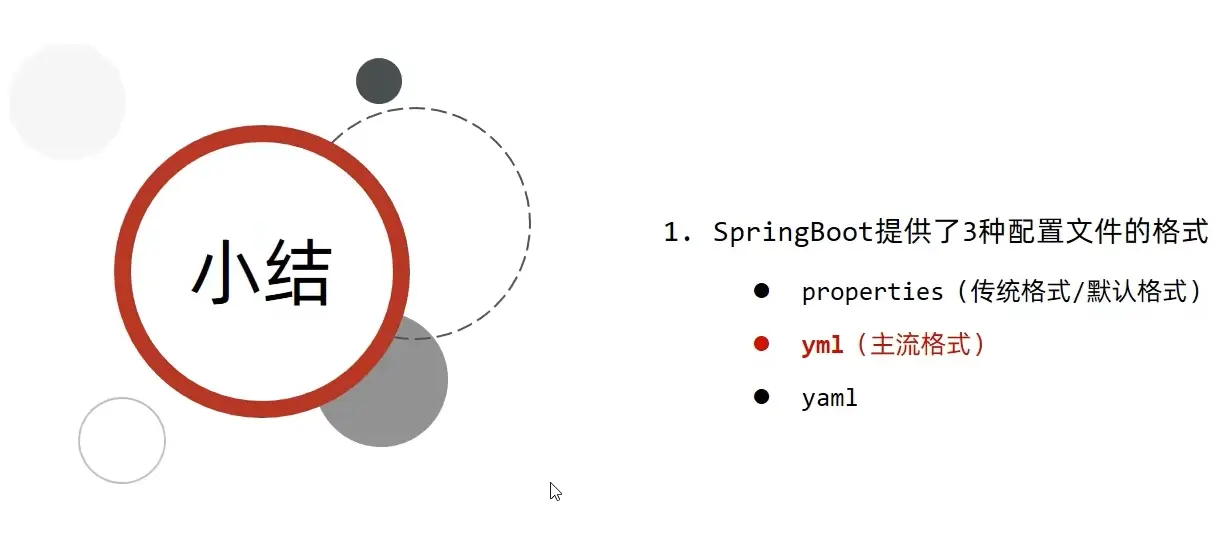 小结
1. SpringBoot提供了3种配置文件的格式
● properties（传统格式/默认格式）
● yml（主流格式）
● yaml